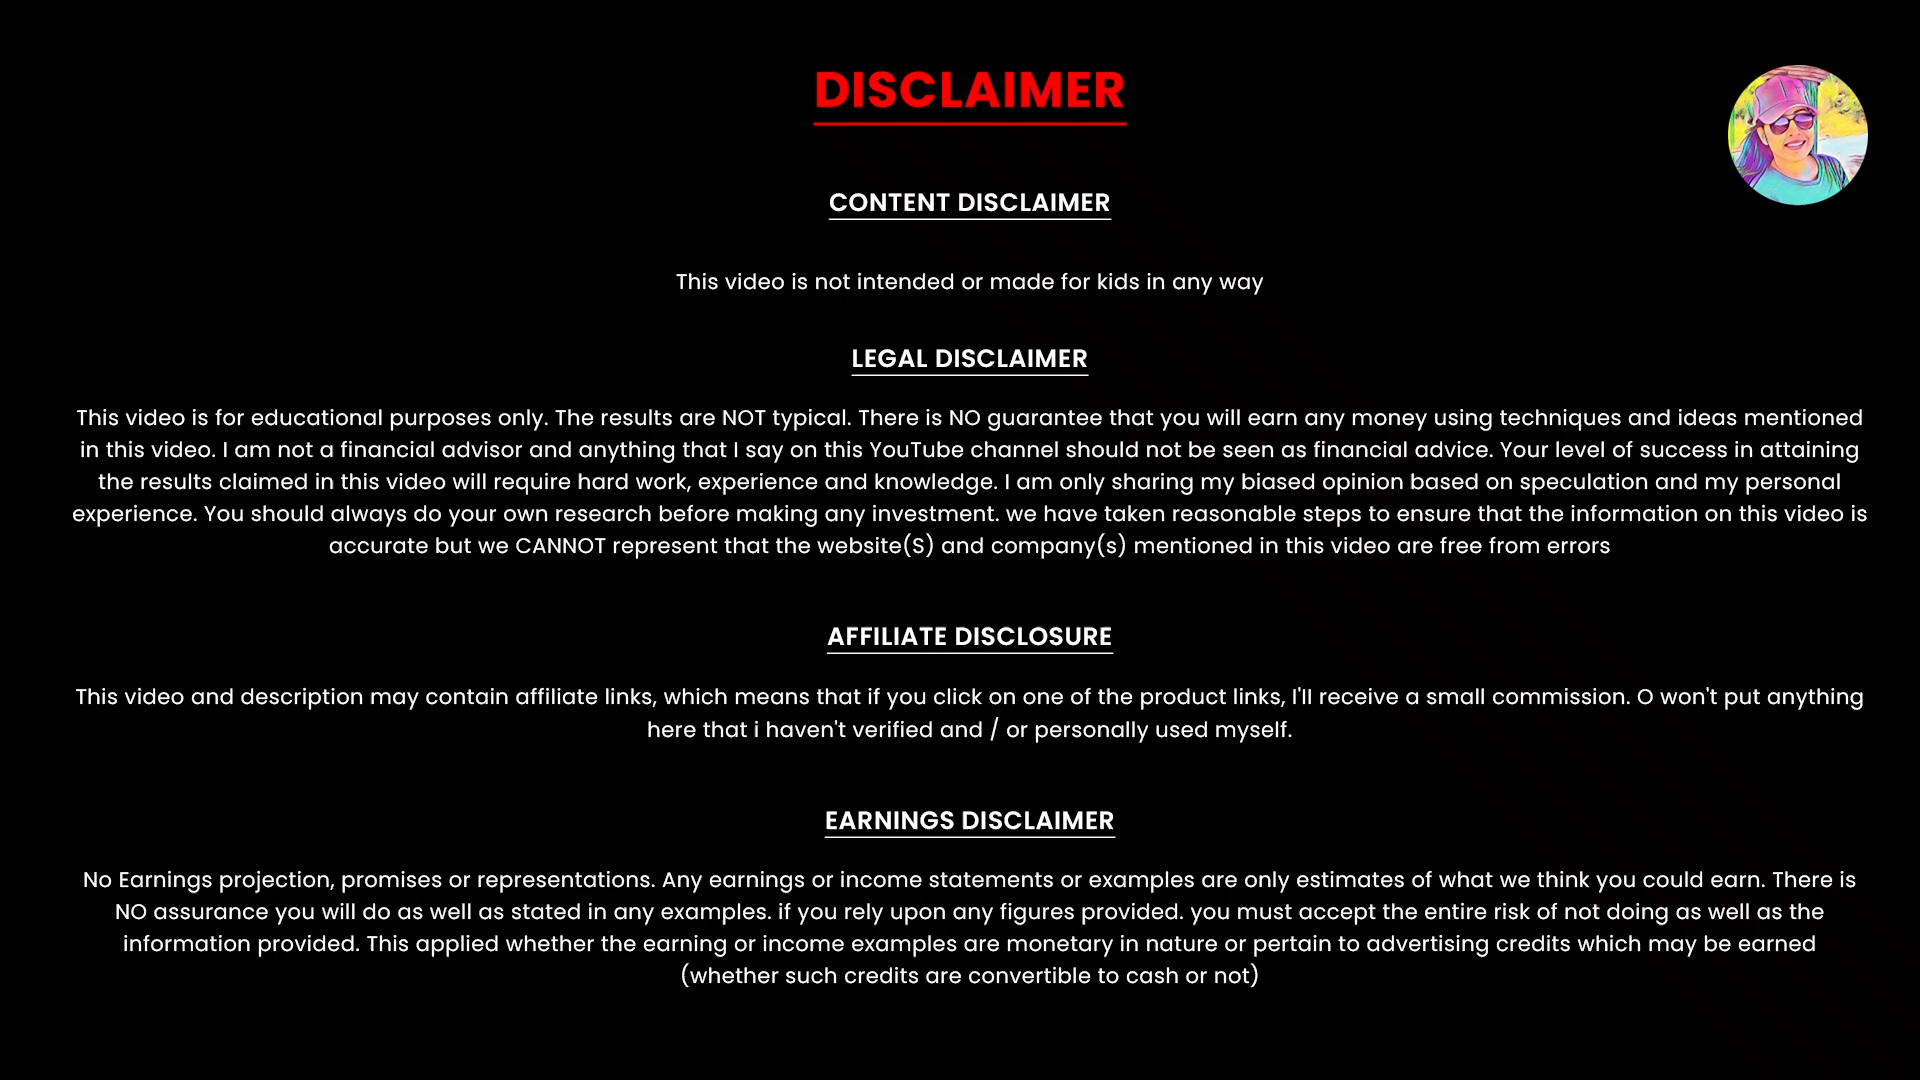 DISCLAIMER
CONTENT DISCLAIMER
This video is not intended or made for kids in any way
LEGAL DISCLAIMER
This video is for educational purposes only. The results are NOT typical. There is NO guarantee that you will earn any money using techniques and ideas mentioned
in this video. I am not a financial advisor and anything that I say on this YouTube channel should not be seen as financial advice. Your level of success in attaining
the results claimed in this video will require hard work, experience and knowledge. I am only sharing my biased opinion based on speculation and my personal
experience. You should always do your own research before making any investment. we have taken reasonable steps to ensure that the information on this video is
accurate but we CANNOT represent that the website(S) and company(s) mentioned in this video are free from errors
AFFILIATE DISCLOSURE
This video and description may contain affiliate links, which means that if you click on one of the product links, I'll receive a small commission. O won't put anything
here that i haven't verified and / or personally used myself.
EARNINGS DISCLAIMER
No Earnings projection, promises or representations. Any earnings or income statements or examples are only estimates of what we think you could earn. There is
NO assurance you will do as well as stated in any examples. if you rely upon any figures provided. you must accept the entire risk of not doing as well as the
information provided. This applied whether the earning or income examples are monetary in nature or pertain to advertising credits which may be earned
(whether such credits are convertible to cash or not)